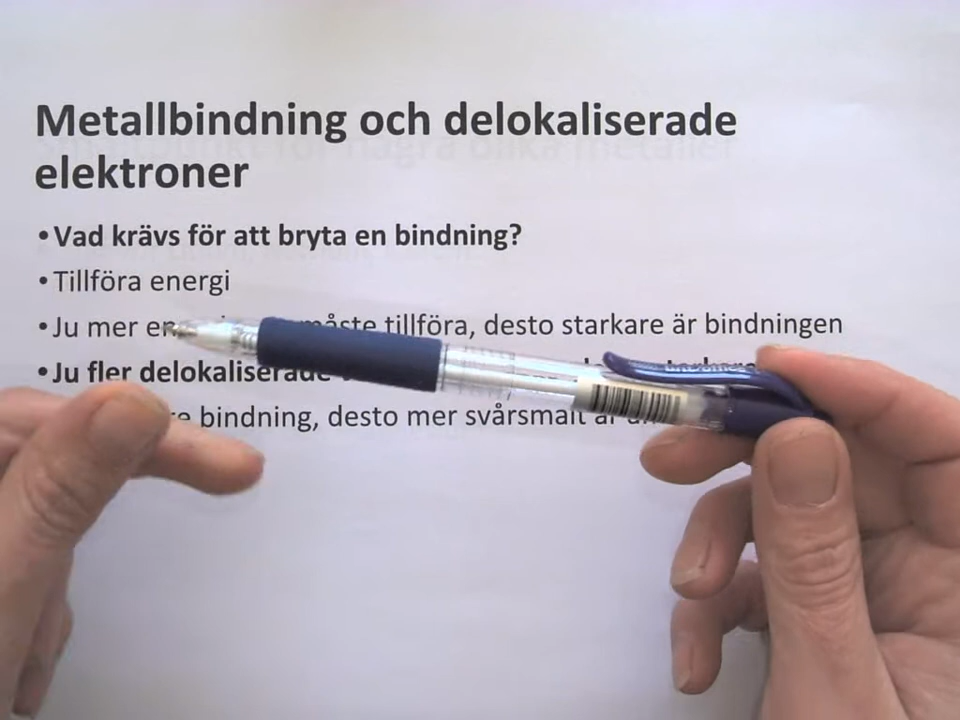 Metallbindning och delokaliserade
elektroner
• Vad krävs för att bryta en bindning?
• Tillföra energi
• Ju mer måste tillföra, desto starkare är bindningen
• Ju fler delokaliserade
bindning, desto mer svårsmält är